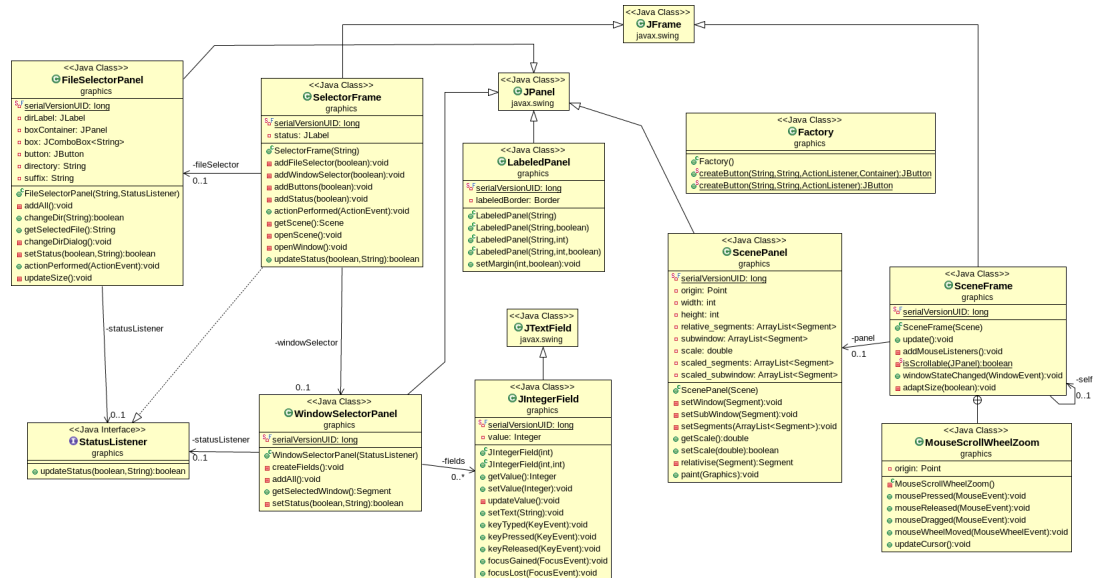 <<Java Class>>
JFrame
javax.swing
<<Java Class>>
FileSelectorPanel
graphics
serialVersionUID: long
dirLabel: JLabel
boxContainer: JPanel
box: JComboBox<String>
button: JButton
directory: String
suffix: String
FileSelectorPanel(String,StatusListener)
addAll():void
changeDir(String):boolean
getSelectedFile():String
changeDirDialog():void
setStatus(boolean,String):boolean
actionPerformed(ActionEvent):void
updateSize():void
<<Java Class>>
SelectorFrame
graphics
serialVersionUID: long
status: JLabel
SelectorFrame(String)
addFileSelector(boolean):void
addWindowSelector(boolean):void
addButtons(boolean):void
addStatus(boolean):void
actionPerformed(ActionEvent):void
getScene():Scene
openScene():void
openWindow():void
updateStatus(boolean,String):boolean
-fileSelector
0..1
<<Java Class>>
JPanel
javax.swing
<<Java Class>>
LabeledPanel
graphics
serialVersionUID: long
labeledBorder: Border
LabeledPanel(String)
LabeledPanel(String,boolean)
LabeledPanel(String,int)
LabeledPanel(String,int,boolean)
setMargin(int,boolean):void
<<Java Class>>
Factory
graphics
Factory()
createButton(String,String,ActionListener,Container):JButton
createButton(String,String,ActionListener):JButton
<<Java Class>>
ScenePanel
graphics
serialVersionUID: long
origin: Point
width: int
height: int
relative_segments: ArrayList<Segment>
subwindow: ArrayList<Segment>
scale: double
scaled_segments: ArrayList<Segment>
scaled_subwindow: ArrayList<Segment>
ScenePanel(Scene)
setWindow(Segment):void
setSubWindow(Segment):void
setSegments(ArrayList<Segment>):void
getScale():double
setScale(double):boolean
relativise(Segment):Segment
paint(Graphics):void
<<Java Class>>
SceneFrame
graphics
serialVersionUID: long
SceneFrame(Scene)
update():void
addMouseListeners():void
isScrollable(JPanel):boolean
windowStateChanged(WindowEvent):void
adaptSize(boolean):void
-panel
0..1
-self
0..1
<<Java Class>>
MouseScrollWheelZoom
graphics
origin: Point
MouseScrollWheelZoom()
mousePressed(MouseEvent):void
mouseReleased(MouseEvent):void
mouseDragged(MouseEvent):void
mouseWheelMoved(MouseWheelEvent):void
updateCursor():void
<<Java Class>>
JTextField
javax.swing
<<Java Class>>
JIntegerField
graphics
serialVersionUID: long
value: Integer
JIntegerField(int)
JIntegerField(int,int)
getValue():Integer
setValue(Integer):void
updateValue():void
setText(String):void
keyTyped(KeyEvent):void
keyPressed(KeyEvent):void
keyReleased(KeyEvent):void
focusGained(FocusEvent):void
focusLost(FocusEvent):void
-statusListener
0..1
-windowSelector
0..1
<<Java Class>>
WindowSelectorPanel
graphics
serialVersionUID: long
WindowSelectorPanel(StatusListener)
createFields():void
addAll():void
getSelectedWindow():Segment
setStatus(boolean,String):boolean
-fields
0..*
-statusListener
0..1
<<Java Interface>>
StatusListener
graphics
updateStatus(boolean,String):boolean